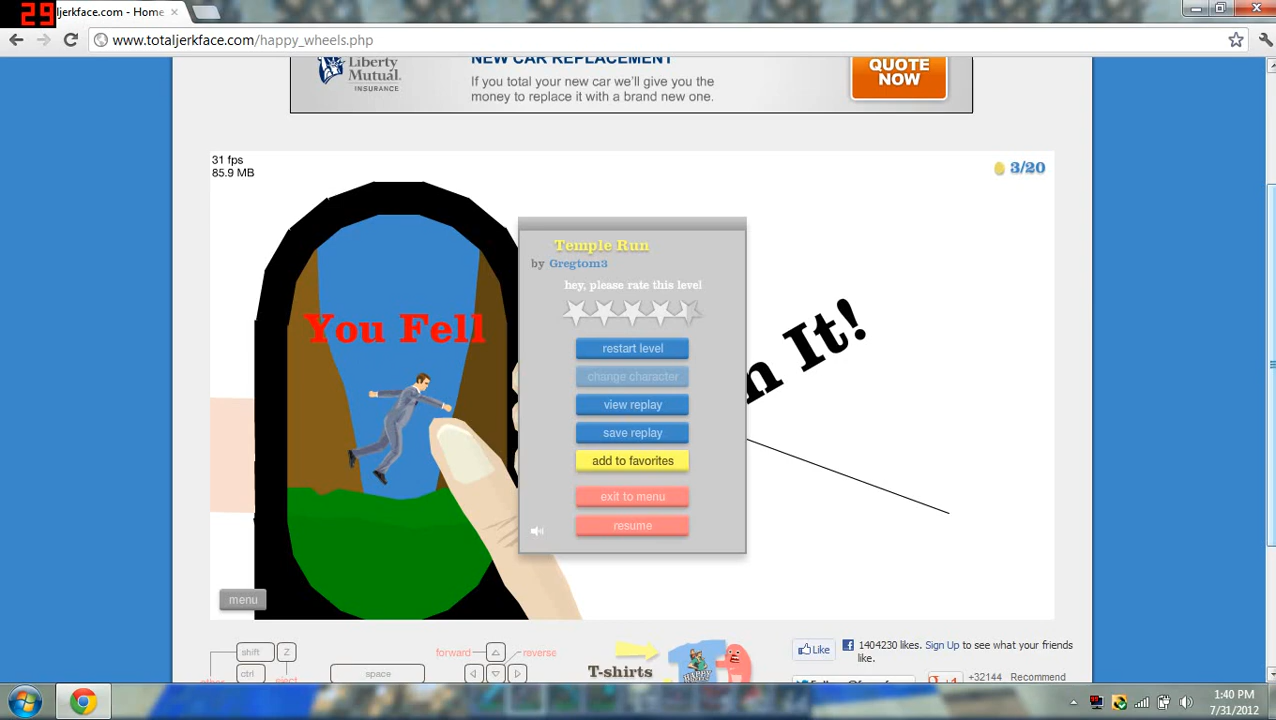 29
jerkface.com - Home
www.totaljerkface.com/happy_wheels.php
Liberty
Mutual
INSURANCE
NEW CAR REPLACEMENT
If you total your new car we'll give you the
money to replace it with a brand new one.
QUOTE
NOW
31 fps
85.9 MB
3/20
Temple Run
by Gregtom3
hey, please rate this level
You Fell
It!
restart level
change character
view replay
save replay
add to favorites
exit to menu
resume
menu
shift
Z
ctrl
eject
space
forward
reverse
T-shirts
Like
1404230 likes. Sign Up to see what your friends
like.
+32144
Recommend
1:40 PM
7/31/2012